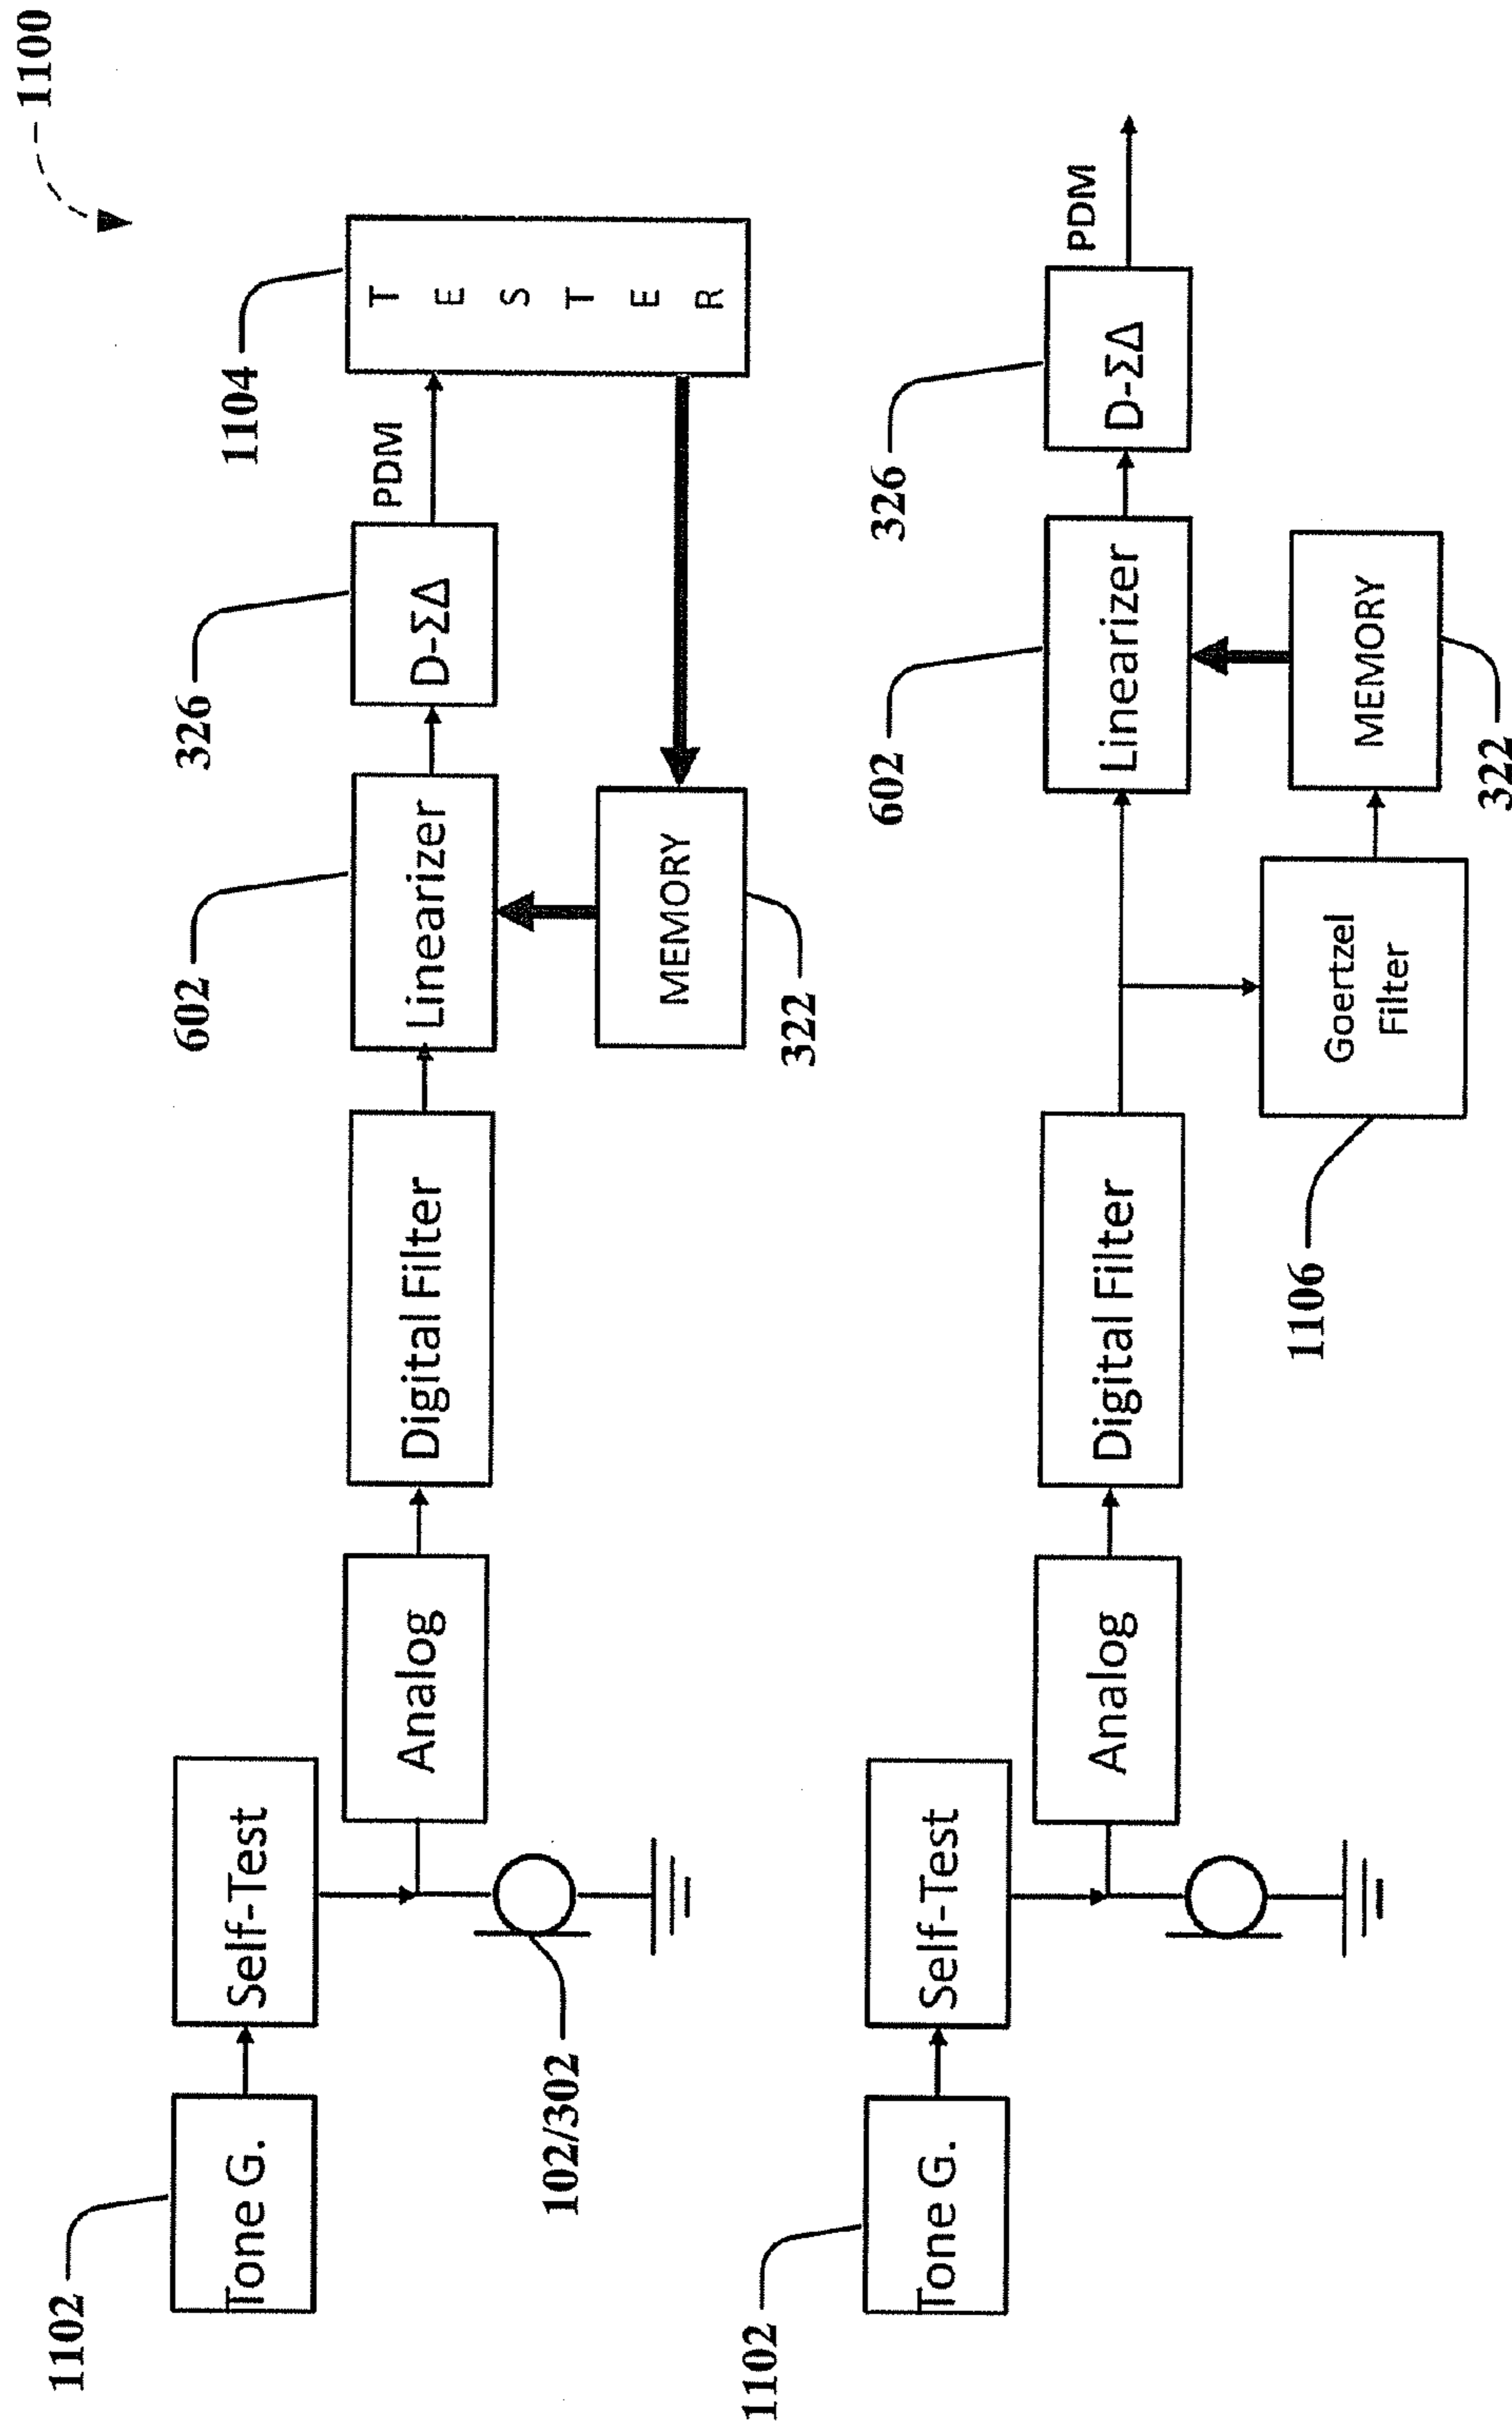 1100
1102
Tone G.
Self-Test
102/302
Analog
Digital Filter
602
Linearizer
MEMORY
322
326
D-ΣΔ
PDM
1104
T
E
S
T
E
R
1102
Tone G.
Self-Test
Analog
Digital Filter
1106
Goertzel
Filter
602
Linearizer
MEMORY
322
326
D-ΣΔ
PDM